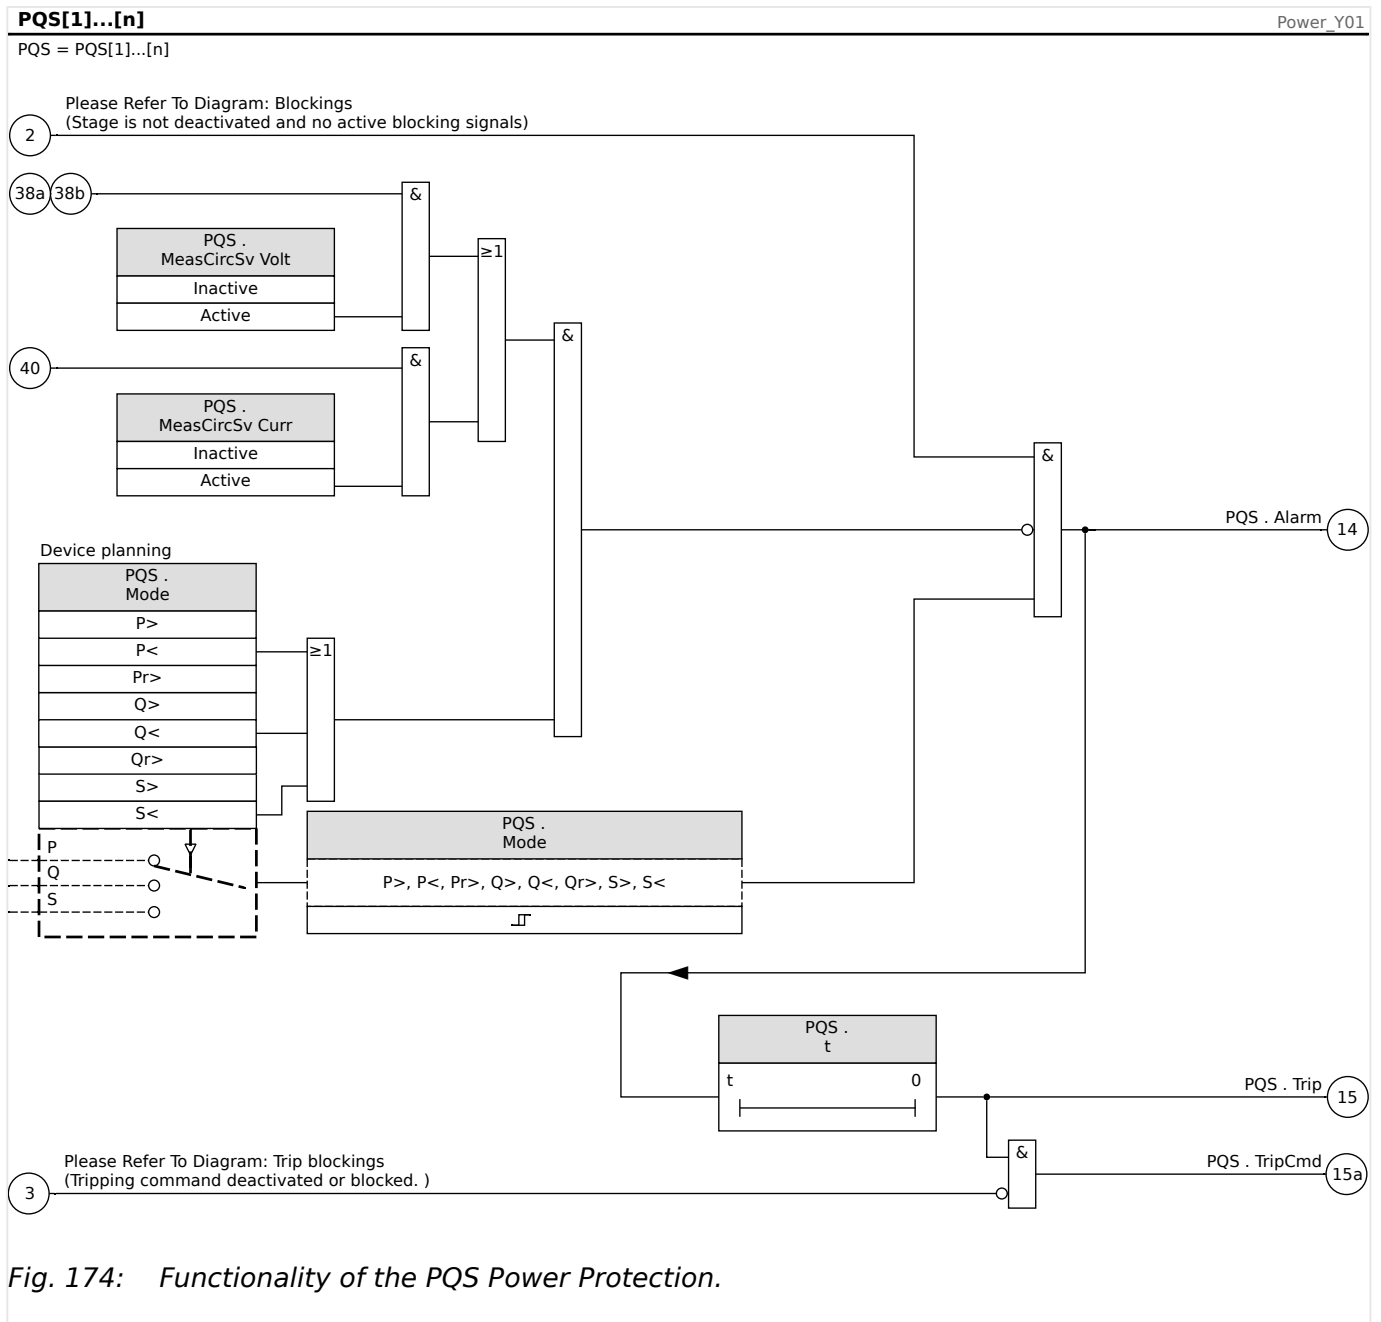 PQS[1]...[n]
Power_Y01
PQS = PQS[1]...[n]
Please Refer To Diagram: Blockings
(Stage is not deactivated and no active blocking signals)
2
38a 38b
&
PQS .
MeasCircSv Volt
Inactive
Active
≥1
&
40
&
PQS .
MeasCircSv Curr
Inactive
Active
&
PQS . Alarm
14
Device planning
PQS .
Mode
P>
P<
Pr>
Q>
Q<
Qr>
S>
S<
≥1
P
Q
S
PQS .
Mode
P>, P<, Pr>, Q>, Q<, Qr>, S>, S<
PQS .
t
t 0
PQS . Trip
15
&
PQS . TripCmd
15a
Please Refer To Diagram: Trip blockings
(Tripping command deactivated or blocked. )
3
Fig. 174: Functionality of the PQS Power Protection.